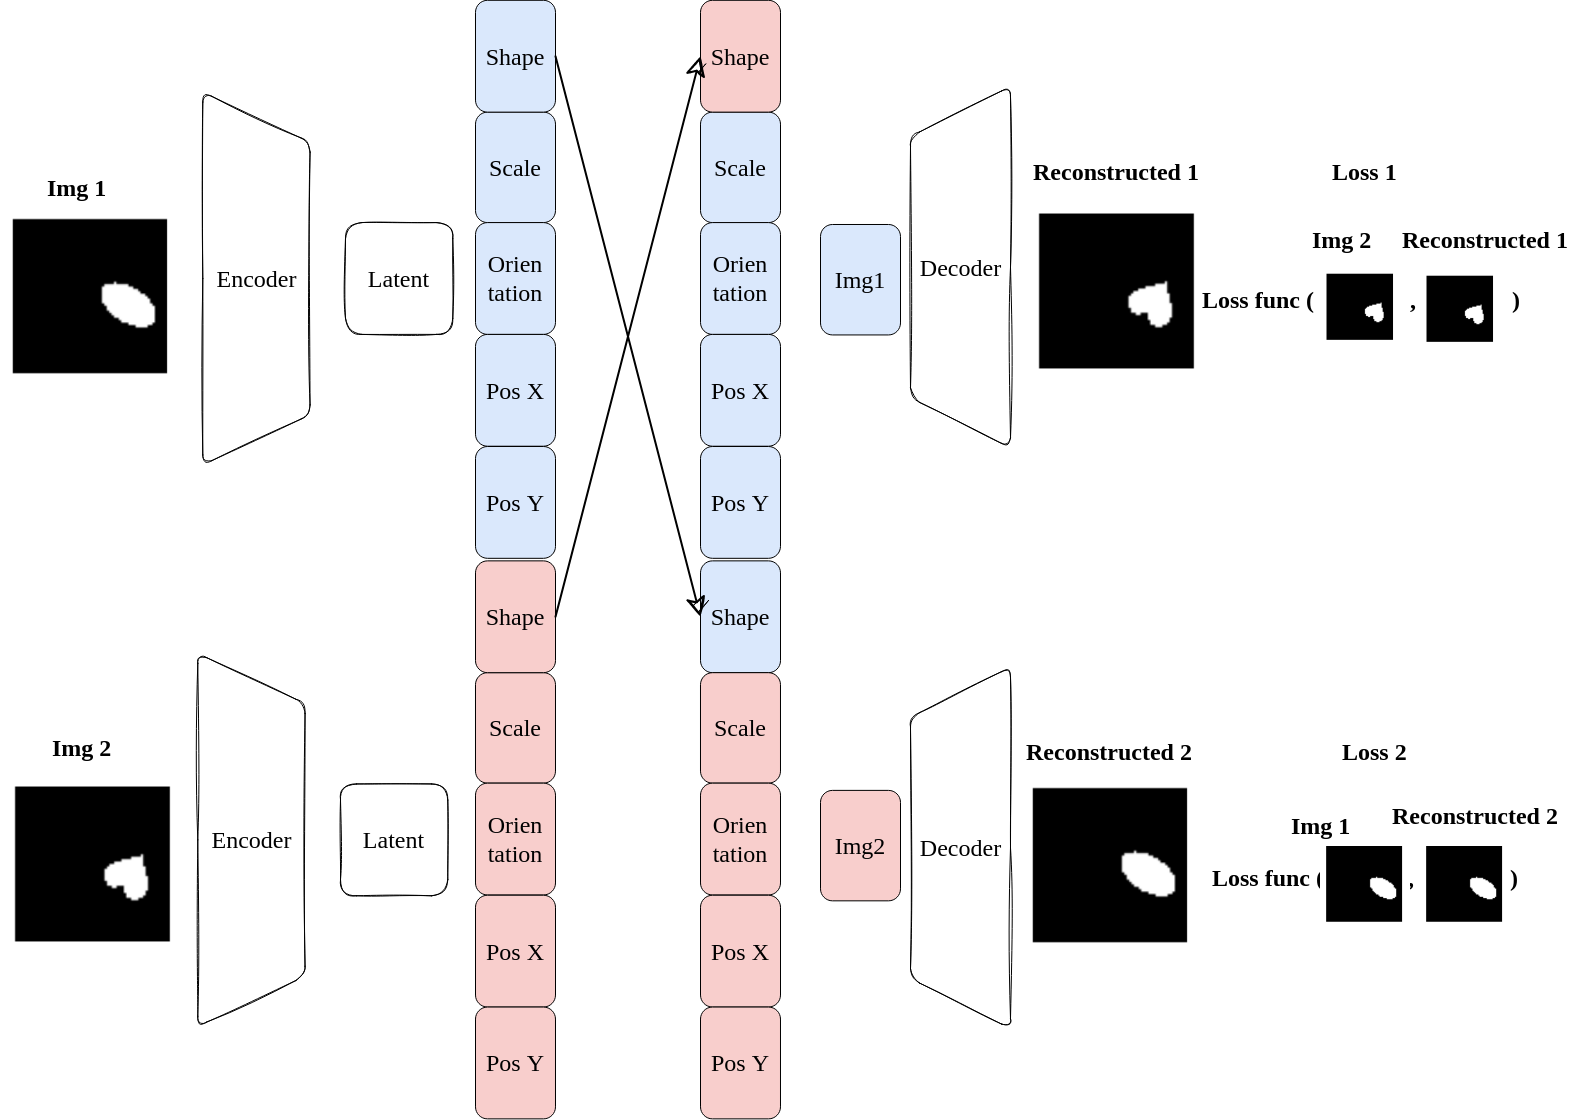 Img 1
Encoder
Latent
Shape
Scale
Orien
tation
Pos X
Pos Y
Shape
Scale
Orien
tation
Pos X
Pos Y
Img1
Decoder
Reconstructed 1
Loss 1
Img 2
Reconstructed 1
Loss func (
,
)
Img 2
Encoder
Latent
Shape
Scale
Orien
tation
Pos X
Pos Y
Shape
Scale
Orien
tation
Pos X
Pos Y
Img2
Decoder
Reconstructed 2
Loss 2
Img 1
Reconstructed 2
Loss func (
,
)